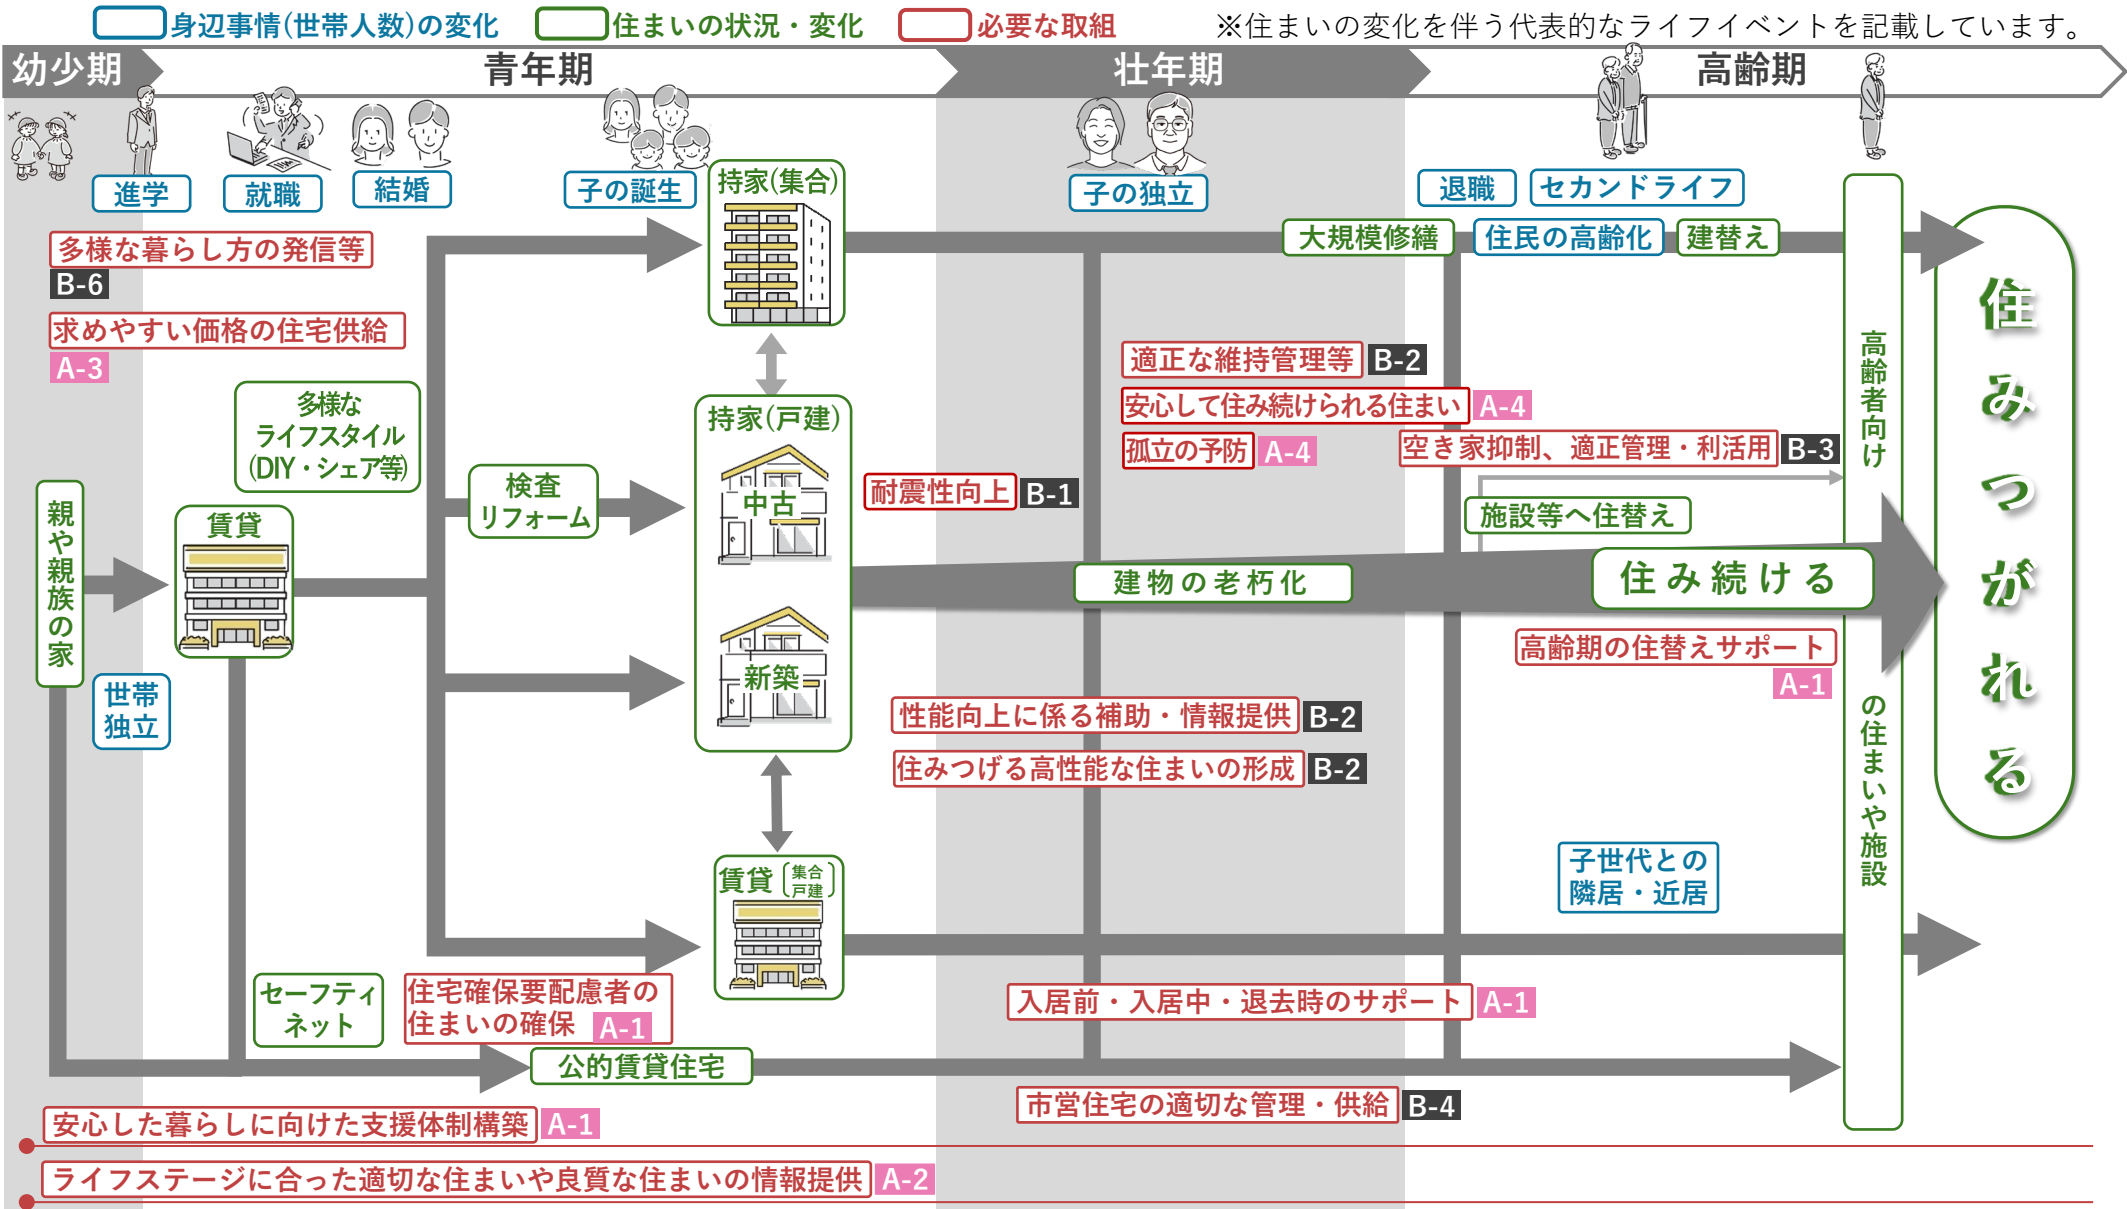 身辺事情(世帯人数)の変化
住まいの状況・変化
必要な取組
※住まいの変化を伴う代表的なライフイベントを記載しています。
幼少期
青年期
壮年期
高齢期
進学
就職
結婚
子の誕生
子の独立
退職
セカンドライフ
持家(集合)
大規模修繕
住民の高齢化
建替え
多様な暮らし方の発信等
B-6
求めやすい価格の住宅供給
A-3
多様な
ライフスタイル
(DIY・シェア等)
適正な維持管理等 B-2
安心して住み続けられる住まい A-4
孤立の予防 A-4
空き家抑制、適正管理・利活用 B-3
持家(戸建)
中古
新築
検査
リフォーム
耐震性向上 B-1
施設等へ住替え
親や親族の家
賃貸
建物の老朽化
住み続ける
高齢期の住替えサポート
A-1
世帯
独立
性能向上に係る補助・情報提供 B-2
住みつげる高性能な住まいの形成 B-2
高齢者向け
の住まいや施設
住みつがれる
賃貸
集合
戸建
子世代との
隣居・近居
セーフティ
ネット
住宅確保要配慮者の
住まいの確保 A-1
入居前・入居中・退去時のサポート A-1
公的賃貸住宅
市営住宅の適切な管理・供給 B-4
安心した暮らしに向けた支援体制構築 A-1
ライフステージに合った適切な住まいや良質な住まいの情報提供 A-2